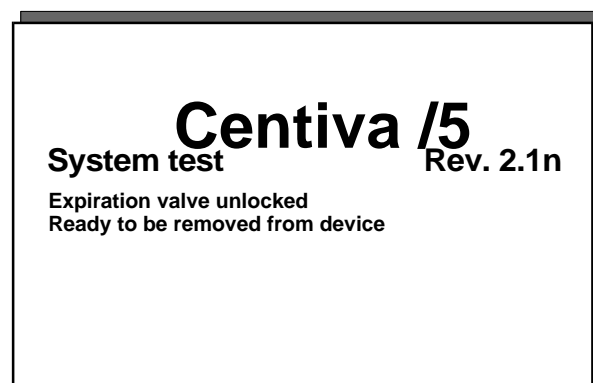 Centiva /5
System test Rev. 2.1n
Expiration valve unlocked
Ready to be removed from device